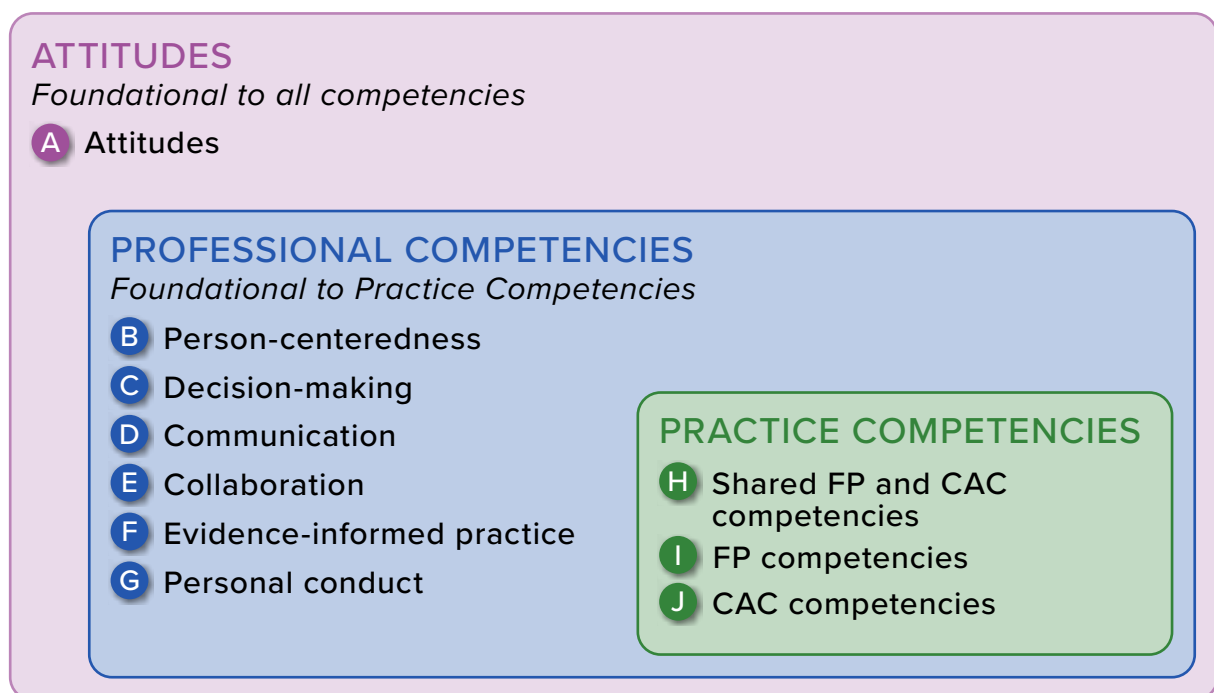 ATTITUDES
Foundational to all competencies
A Attitudes
PROFESSIONAL COMPETENCIES
Foundational to Practice Competencies
B Person-centeredness
C Decision-making
D Communication
E Collaboration
F Evidence-informed practice
G Personal conduct
PRACTICE COMPETENCIES
H Shared FP and CAC
competencies
I FP competencies
J CAC competencies